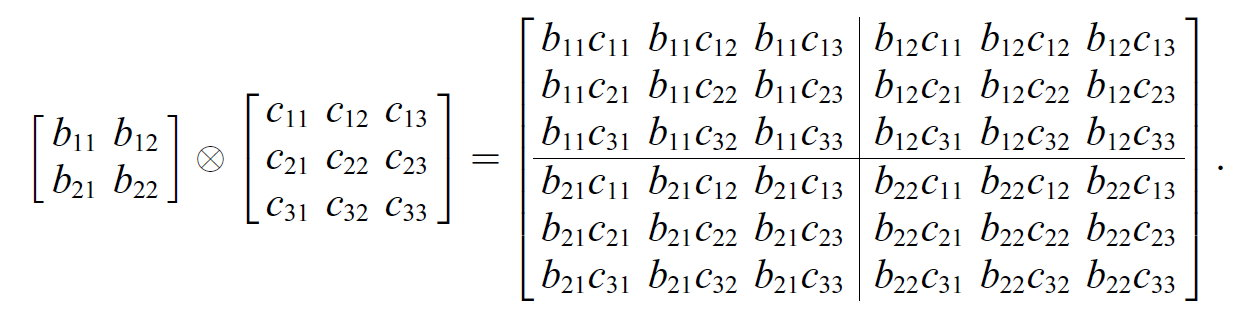 b₁₁c₁₁ b₁₁c₁₂ b₁₁c₁₃ b₁₂c₁₁ b₁₂c₁₂ b₁₂c₁₃
b₁₁c₂₁ b₁₁c₂₂ b₁₁c₂₃ b₁₂c₂₁ b₁₂c₂₂ b₁₂c₂₃
[ b₁₁ b₁₂ ] ⊗ [ c₁₁ c₁₂ c₁₃ ] = b₁₁c₃₁ b₁₁c₃₂ b₁₁c₃₃ b₁₂c₃₁ b₁₂c₃₂ b₁₂c₃₃
[ b₂₁ b₂₂ ] [ c₂₁ c₂₂ c₂₃ ] b₂₁c₁₁ b₂₁c₁₂ b₂₁c₁₃ b₂₂c₁₁ b₂₂c₁₂ b₂₂c₁₃ .
[ c₃₁ c₃₂ c₃₃ ] b₂₁c₂₁ b₂₁c₂₂ b₂₁c₂₃ b₂₂c₂₁ b₂₂c₂₂ b₂₂c₂₃
b₂₁c₃₁ b₂₁c₃₂ b₂₁c₃₃ b₂₂c₃₁ b₂₂c₃₂ b₂₂c₃₃